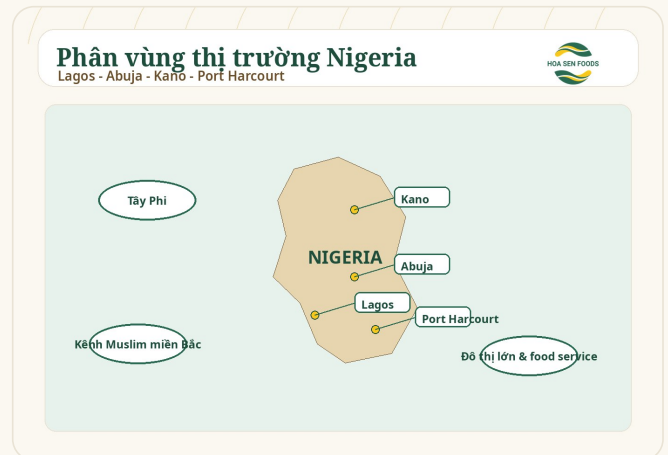 Phân vùng thị trường Nigeria
Lagos - Abuja - Kano - Port Harcourt
HOA SEN FOODS
Tây Phi
Kano
NIGERIA
Abuja
Lagos
Port Harcourt
Kênh Muslim miền Bắc
Đô thị lớn & food service